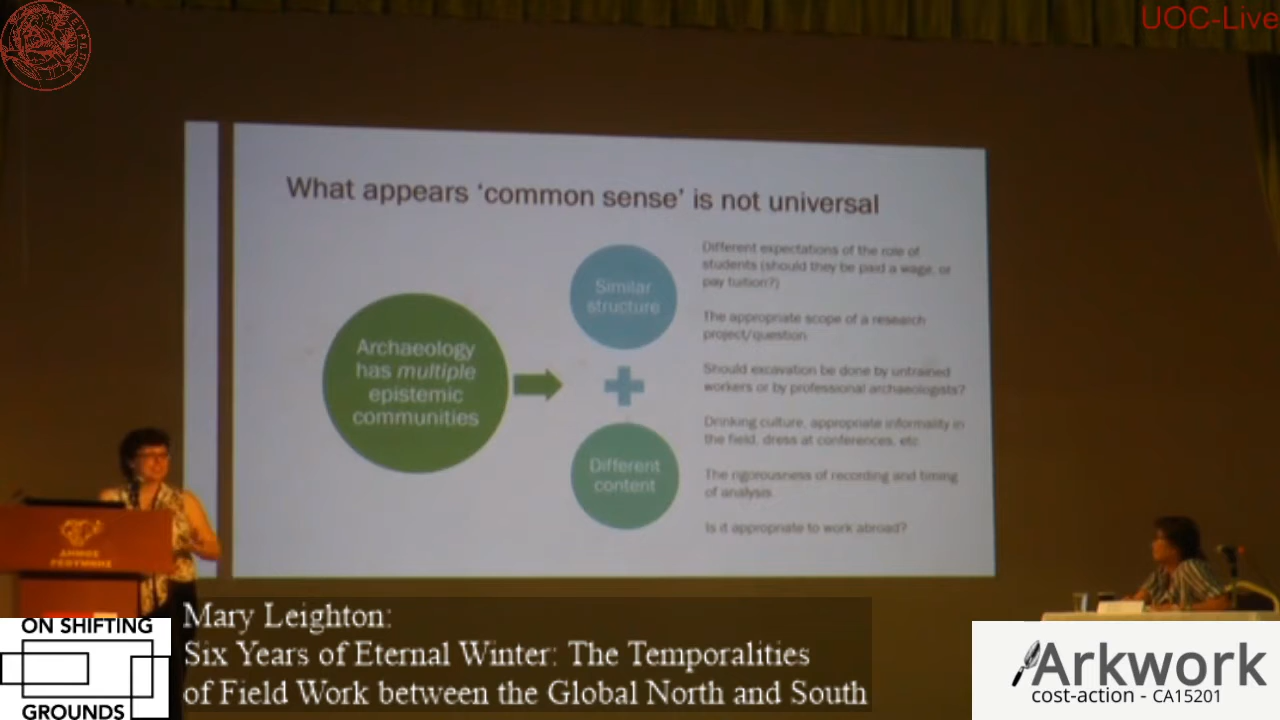 UOC-Live
What appears ‘common sense’ is not universal
Archaeology
has multiple
epistemic
communities
Similar
structure
Different
content
Different expectations of the role of
students (should they be paid a wage, or
pay tuition?)
The appropriate scope of a research
project/question
Should excavation be done by untrained
workers or by professional archaeologists?
Drinking culture, appropriate informality in
the field, dress at conferences, etc
The rigorousness of recording and timing
of analysis
Is it appropriate to work abroad?
ΔΗΜΟΣ
ΡΕΘΥΜΝΗΣ
Mary Leighton:
Six Years of Eternal Winter: The Temporalities
of Field Work between the Global North and South
ON SHIFTING
GROUNDS
Arkwork
cost-action - CA15201